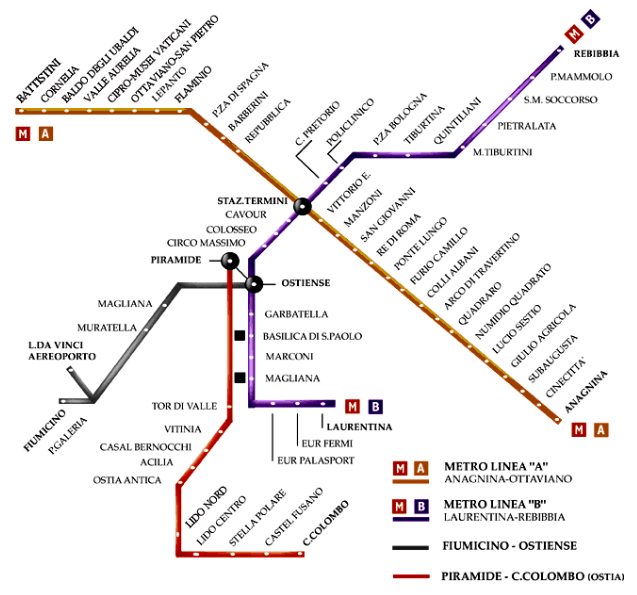 BATTISTINI
CORNELIA
BALDO DEGLI UBALDI
VALLE AURELIA
CIPRO-MUSEI VATICANI
OTTAVIANO-SAN PIETRO
LEPANTO
FLAMINIO
P.ZA DI SPAGNA
BARBERINI
REPUBBLICA
M A
M B
REBIBBIA
P.MAMMOLO
S.M. SOCCORSO
PIETRALATA
M.TIBURTINI
QUINTILIANI
TIBURTINA
P.ZA BOLOGNA
POLICLINICO
C. PRETORIO
STAZ.TERMINI
CAVOUR
COLOSSEO
CIRCO MASSIMO
PIRAMIDE
OSTIENSE
VITTORIO E.
MANZONI
SAN GIOVANNI
RE DI ROMA
PONTE LUNGO
FURIO CAMILLO
COLLI ALBANI
ARCO DI TRAVERTINO
QUADRARO
NUMIDIO QUADRATO
LUCIO SESTIO
GIULIO AGRICOLA
SUBAUGUSTA
CINECITTA'
ANAGNINA
M A
MAGLIANA
MURATELLA
L.DA VINCI
AEREOPORTO
FIUMICINO
P.GALERIA
GARBATELLA
BASILICA DI S.PAOLO
MARCONI
MAGLIANA
M B
LAURENTINA
EUR FERMI
EUR PALASPORT
TOR DI VALLE
VITINIA
CASAL BERNOCCHI
ACILIA
OSTIA ANTICA
LIDO NORD
LIDO CENTRO
STELLA POLARE
CASTEL FUSANO
C.COLOMBO
M A METRO LINEA "A"
ANAGNINA-OTTAVIANO
M B METRO LINEA "B"
LAURENTINA-REBIBBIA
FIUMICINO - OSTIENSE
PIRAMIDE - C.COLOMBO (OSTIA)